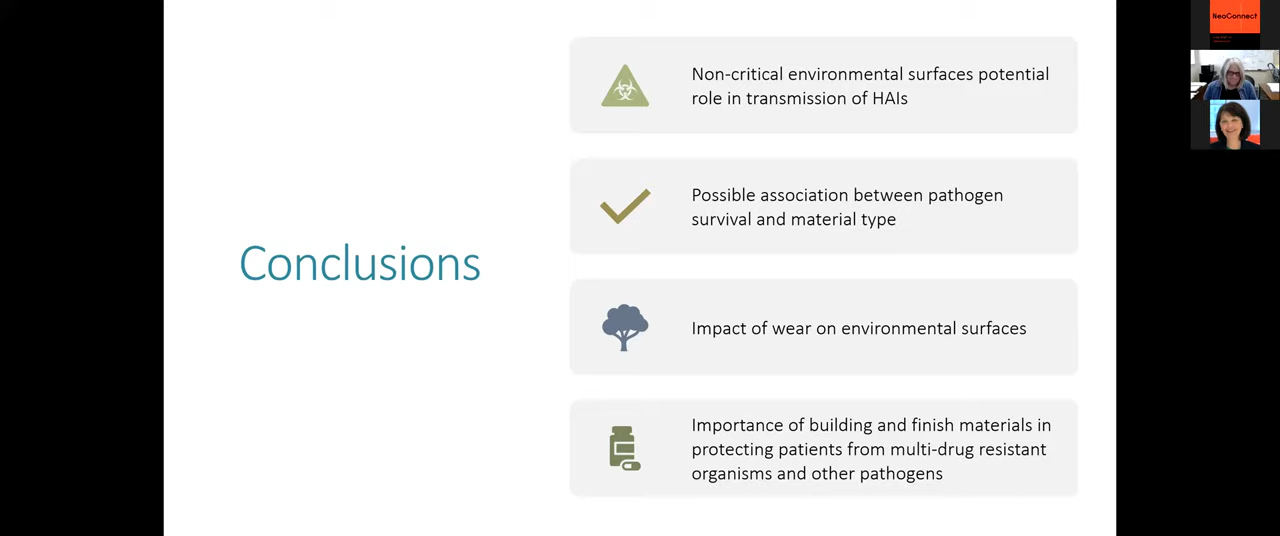 NeoConnect
Non-critical environmental surfaces potential
role in transmission of HAIs
Possible association between pathogen
survival and material type
Conclusions
Impact of wear on environmental surfaces
Importance of building and finish materials in
protecting patients from multi-drug resistant
organisms and other pathogens